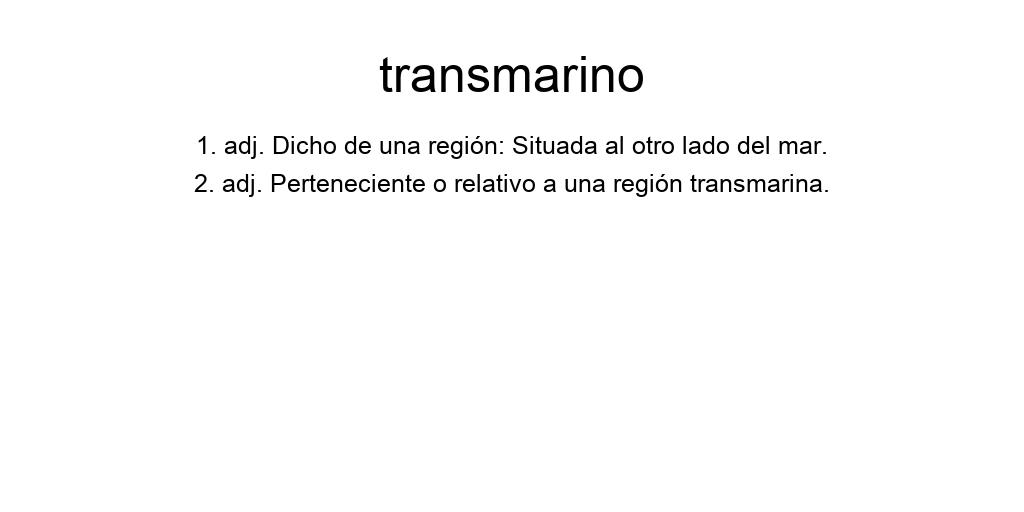 transmarino
1. adj. Dicho de una región: Situada al otro lado del mar.
2. adj. Perteneciente o relativo a una región transmarina.